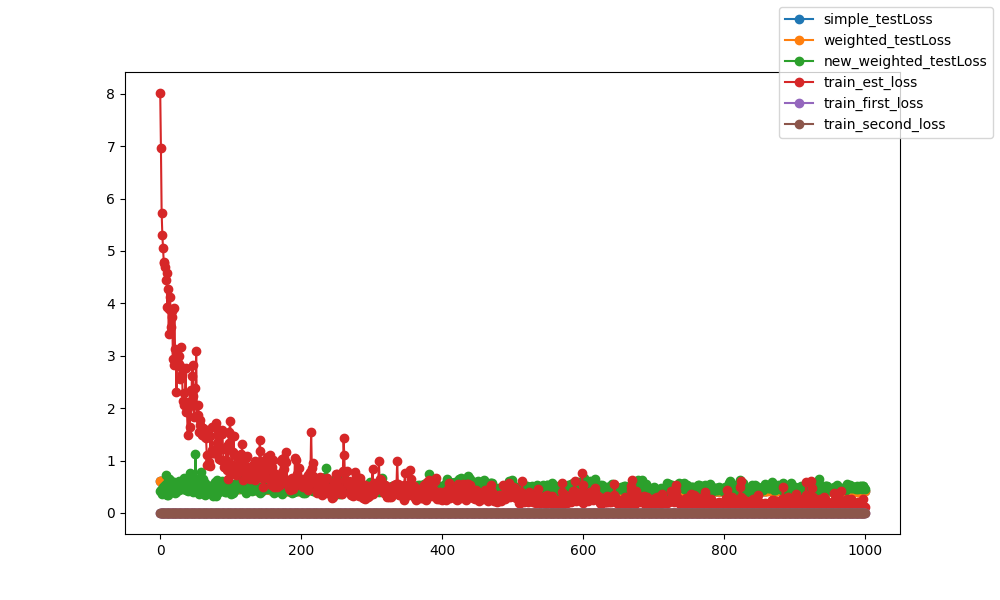 simple_testLoss
weighted_testLoss
new_weighted_testLoss
train_est_loss
train_first_loss
train_second_loss
8
7
6
5
4
3
2
1
0
0 200 400 600 800 1000